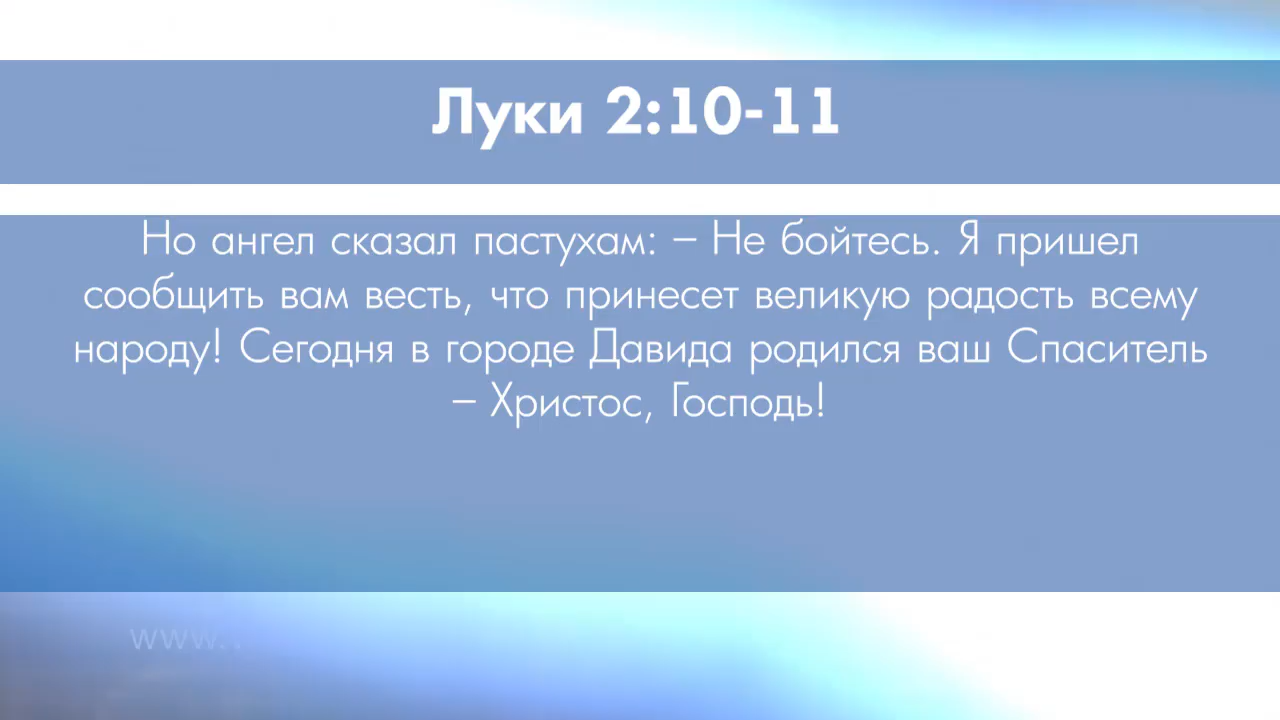 Луки 2:10-11
Но ангел сказал пастухам: – Не бойтесь. Я пришел
сообщить вам весть, что принесет великую радость всему
народу! Сегодня в городе Давида родился ваш Спаситель
– Христос, Господь!
www.